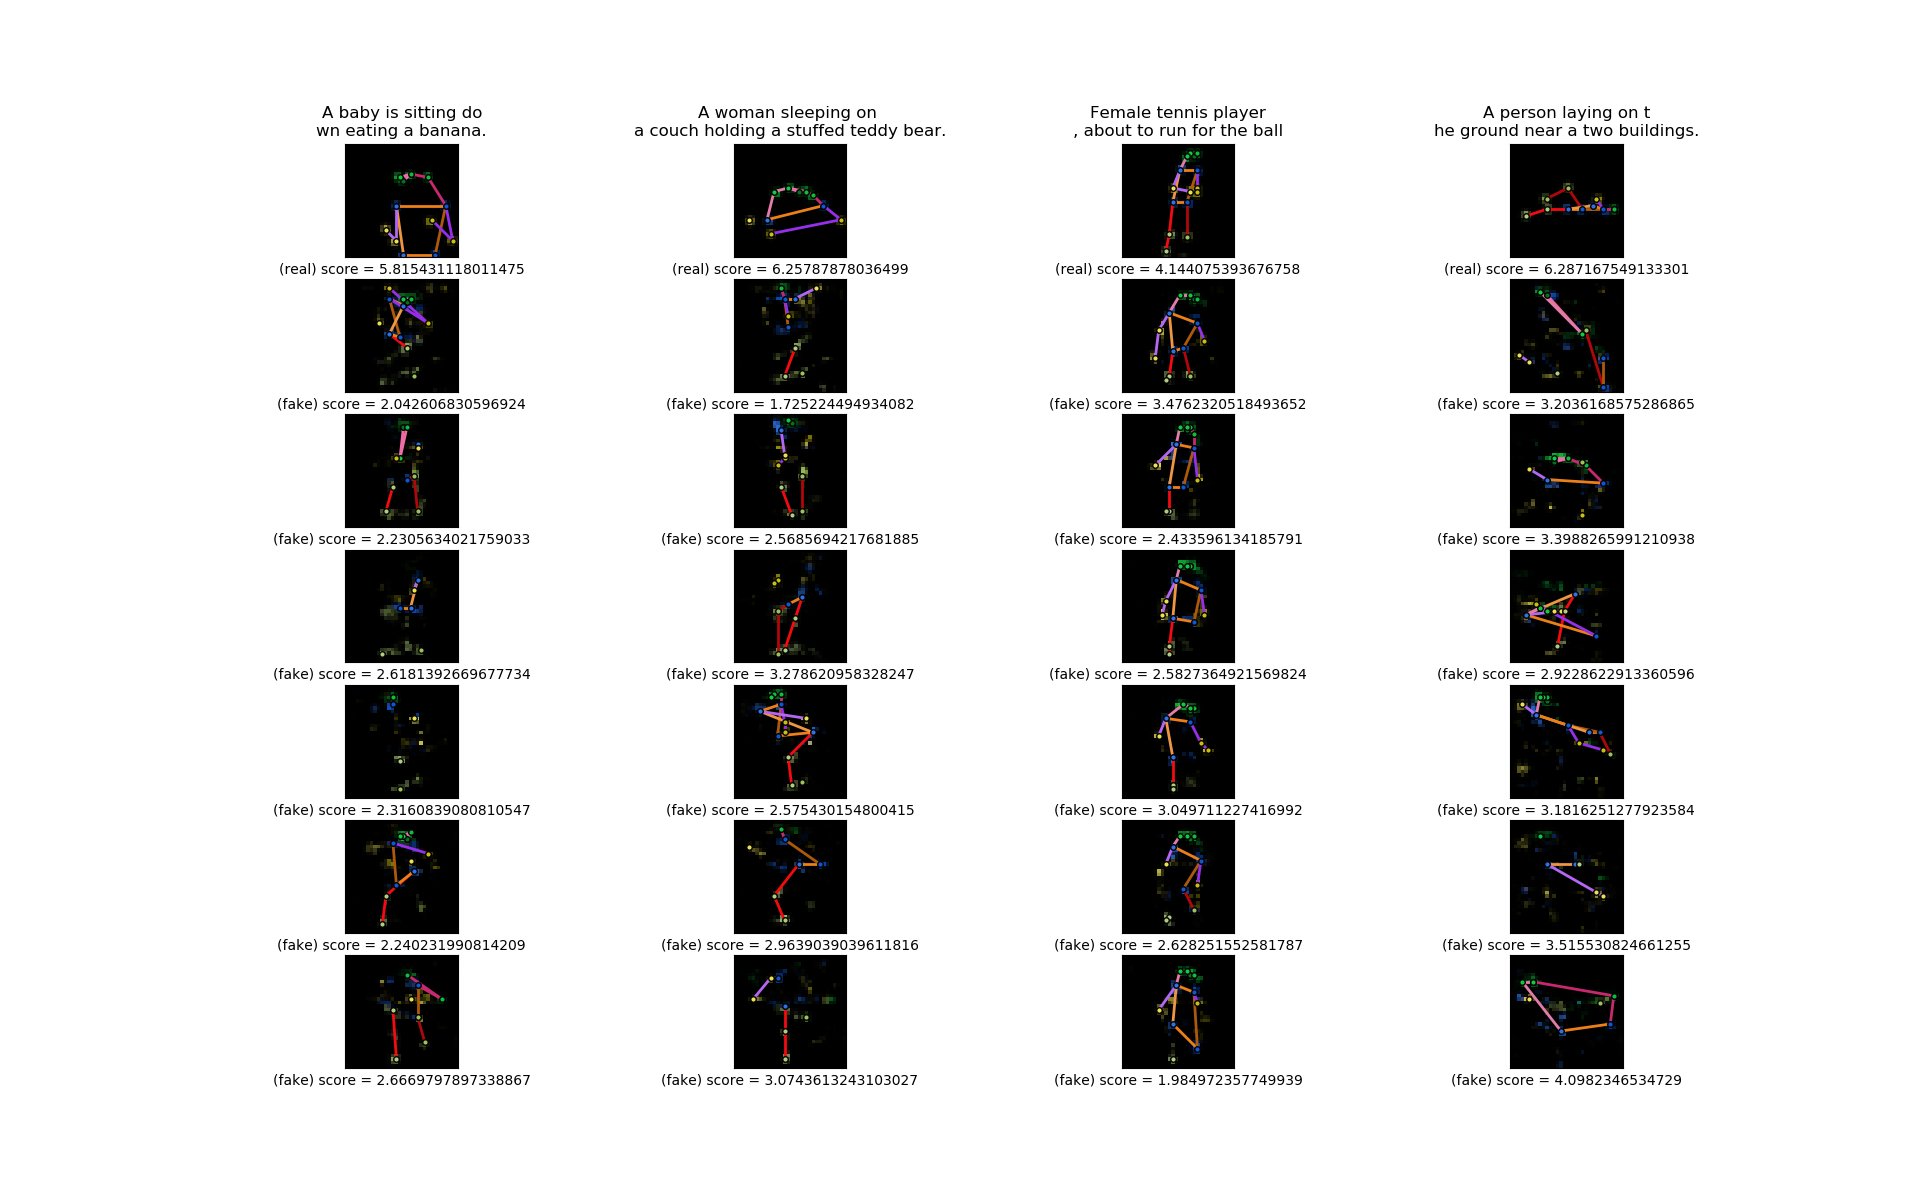 A baby is sitting do
wn eating a banana.
A woman sleeping on
a couch holding a stuffed teddy bear.
Female tennis player
, about to run for the ball
A person laying on t
he ground near a two buildings.
(real) score = 5.815431118011475
(real) score = 6.25787878036499
(real) score = 4.144075393676758
(real) score = 6.287167549133301
(fake) score = 2.042606830596924
(fake) score = 1.725224494934082
(fake) score = 3.4762320518493652
(fake) score = 3.2036168575286865
(fake) score = 2.2305634021759033
(fake) score = 2.5685694217681885
(fake) score = 2.433596134185791
(fake) score = 3.3988265991210938
(fake) score = 2.6181392669677734
(fake) score = 3.278620958328247
(fake) score = 2.5827364921569824
(fake) score = 2.9228622913360596
(fake) score = 2.3160839080810547
(fake) score = 2.575430154800415
(fake) score = 3.049711227416992
(fake) score = 3.1816251277923584
(fake) score = 2.240231990814209
(fake) score = 2.9639039039611816
(fake) score = 2.628251552581787
(fake) score = 3.515530824661255
(fake) score = 2.6669797897338867
(fake) score = 3.0743613243103027
(fake) score = 1.984972357749939
(fake) score = 4.0982346534729